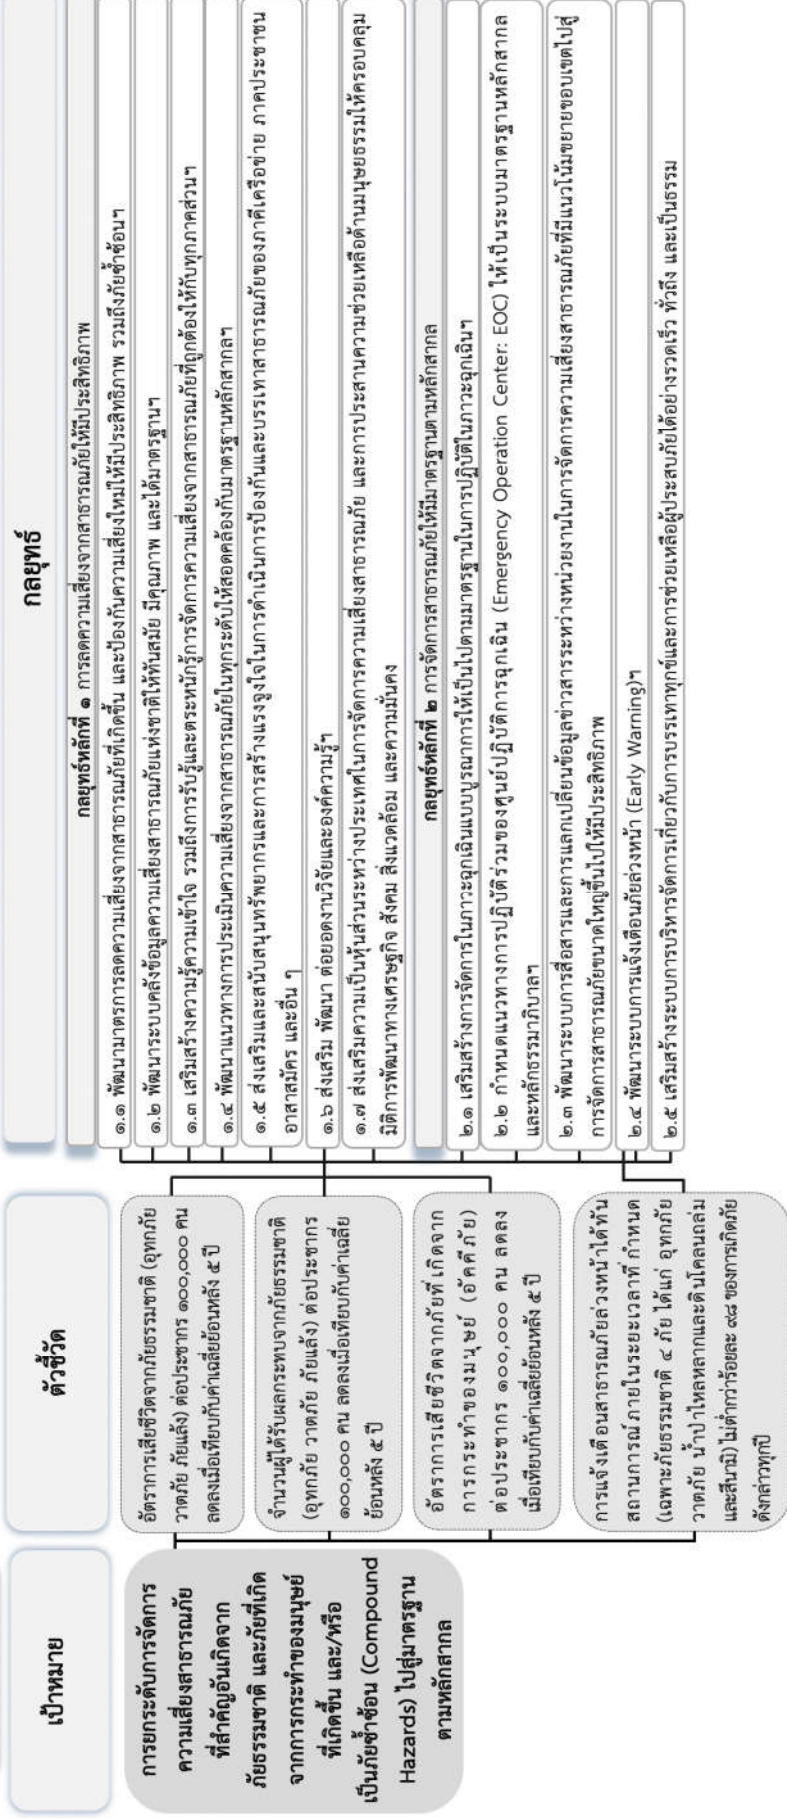 เป้าหมาย
การยกระดับการจัดการ
ความเสี่ยงสาธารณภัย
ที่สำคัญอันเกิดจาก
ภัยธรรมชาติ และภัยที่เกิด
จากการกระทำของมนุษย์
ที่เกิดขึ้น และ/หรือ
เป็นภัยซ้ำซ้อน (Compound
Hazards) ไปสู่มาตรฐาน
ตามหลักสากล
ตัวชี้วัด
อัตราการเสียชีวิตจากภัยธรรมชาติ (อุทกภัย
วาตภัย ภัยแล้ง) ต่อประชากร ๑๐๐,๐๐๐ คน
ลดลงเมื่อเทียบกับค่าเฉลี่ยย้อนหลัง ๕ ปี
จำนวนผู้ได้รับผลกระทบจากภัยธรรมชาติ
(อุทกภัย วาตภัย ภัยแล้ง) ต่อประชากร
๑๐๐,๐๐๐ คน ลดลงเมื่อเทียบกับค่าเฉลี่ย
ย้อนหลัง ๕ ปี
อัตราการเสียชีวิตจากภัยที่เกิดจาก
การกระทำของมนุษย์ (อัคคีภัย)
ต่อประชากร ๑๐๐,๐๐๐ คน ลดลง
เมื่อเทียบกับค่าเฉลี่ยย้อนหลัง ๕ ปี
การแจ้งเตือนสาธารณภัยล่วงหน้าได้ทัน
สถานการณ์ ภายในระยะเวลาที่กำหนด
(เฉพาะภัยธรรมชาติ ๔ ภัย ได้แก่ อุทกภัย
วาตภัย น้ำป่าไหลหลากและดินโคลนถล่ม
และสึนามิ) ไม่ต่ำกว่าร้อยละ ๙๘ ของการเกิดภัย
ดังกล่าวทุกปี
กลยุทธ์
กลยุทธ์หลักที่ ๑ การลดความเสี่ยงจากสาธารณภัยให้มีประสิทธิภาพ
๑.๑ พัฒนามาตรการลดความเสี่ยงจากสาธารณภัยที่เกิดขึ้น และป้องกันความเสี่ยงใหม่ให้มีประสิทธิภาพ รวมถึงภัยซ้ำซ้อนฯ
๑.๒ พัฒนาระบบคลังข้อมูลความเสี่ยงสาธารณภัยแห่งชาติให้ทันสมัย มีคุณภาพ และได้มาตรฐานฯ
๑.๓ เสริมสร้างความรู้ความเข้าใจ รวมถึงการรับรู้และตระหนักรู้การจัดการความเสี่ยงจากสาธารณภัยที่ถูกต้องให้กับทุกภาคส่วนฯ
๑.๔ พัฒนาแนวทางการประเมินความเสี่ยงจากสาธารณภัยในทุกระดับให้สอดคล้องกับมาตรฐานหลักสากลฯ
๑.๕ ส่งเสริมและสนับสนุนทรัพยากรและการสร้างแรงจูงใจในการดำเนินการป้องกันและบรรเทาสาธารณภัยของภาคีเครือข่าย ภาคประชาชน
อาสาสมัคร และอื่น ๆ
๑.๖ ส่งเสริม พัฒนา ต่อยอดงานวิจัยและองค์ความรู้ฯ
๑.๗ ส่งเสริมความเป็นหุ้นส่วนระหว่างประเทศในการจัดการความเสี่ยงสาธารณภัย และการประสานความช่วยเหลือด้านมนุษยธรรมให้ครอบคลุม
มิติการพัฒนาทางเศรษฐกิจ สังคม สิ่งแวดล้อม และความมั่นคง
กลยุทธ์หลักที่ ๒ การจัดการสาธารณภัยให้มีมาตรฐานตามหลักสากล
๒.๑ เสริมสร้างการจัดการในภาวะฉุกเฉินแบบบูรณาการให้เป็นไปตามมาตรฐานในการปฏิบัติในภาวะฉุกเฉินฯ
๒.๒ กำหนดแนวทางการปฏิบัติร่วมของศูนย์ปฏิบัติการฉุกเฉิน (Emergency Operation Center: EOC) ให้เป็นระบบมาตรฐานหลักสากล
และหลักธรรมาภิบาลฯ
๒.๓ พัฒนาระบบการสื่อสารและการแลกเปลี่ยนข้อมูลข่าวสารระหว่างหน่วยงานในการจัดการความเสี่ยงสาธารณภัยที่มีแนวโน้มขยายขอบเขตไปสู่
การจัดการสาธารณภัยขนาดใหญ่ขึ้นไปให้มีประสิทธิภาพ
๒.๔ พัฒนาระบบการแจ้งเตือนภัยล่วงหน้า (Early Warning)ฯ
๒.๕ เสริมสร้างระบบการบริหารจัดการเกี่ยวกับการบรรเทาทุกข์และการช่วยเหลือผู้ประสบภัยได้อย่างรวดเร็ว ทั่วถึง และเป็นธรรม